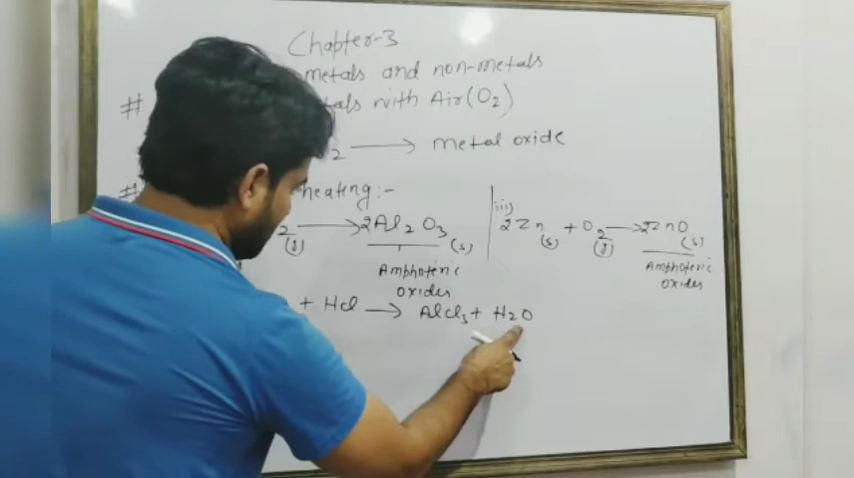 Chapter-3
metals and non-metals
# tals with Air(O₂)
2 ⟶ metal oxide
# heating:-
2(g) ⟶ 2Al₂O₃(s)
Amphoteric
oxides
iii)
2Zn(s) + O₂(g) ⟶ 2ZnO(s)
Amphoteric
oxides
+ HCl ⟶ AlCl₃ + H₂O